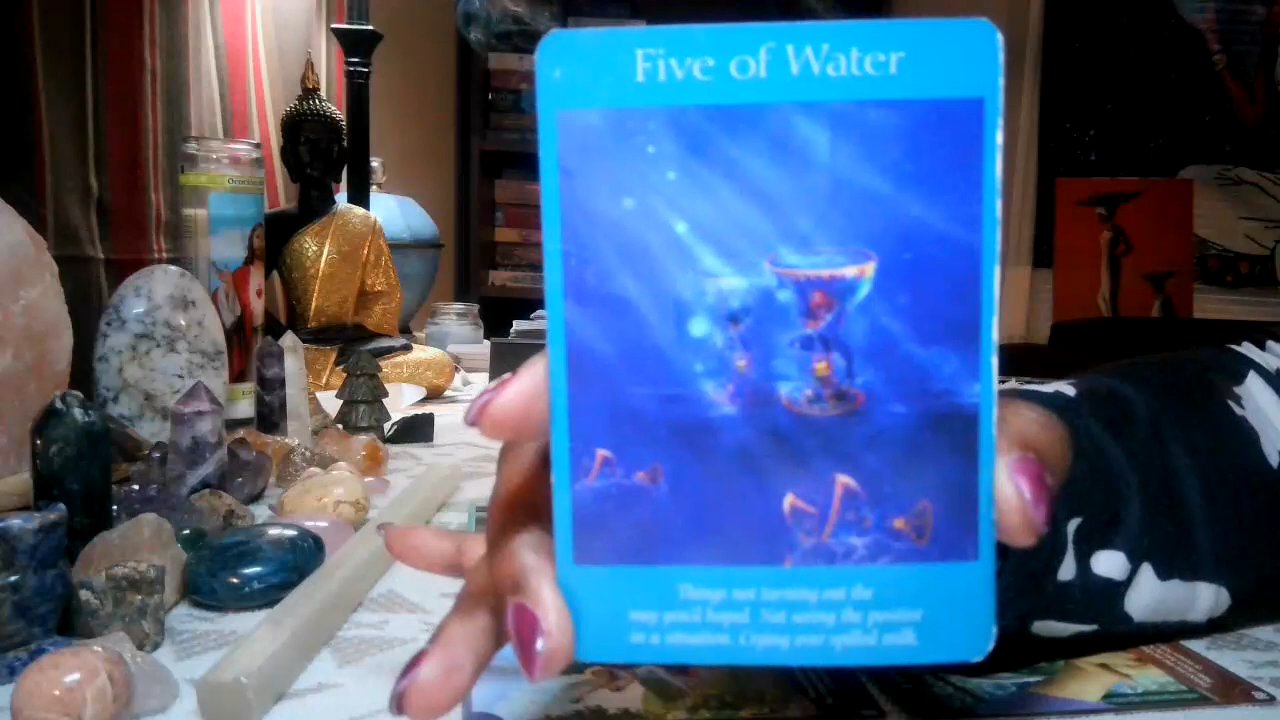 Five of Water
Things not turning out the
way you'd hoped. Not seeing the positive
in a situation. Crying over spilled milk.